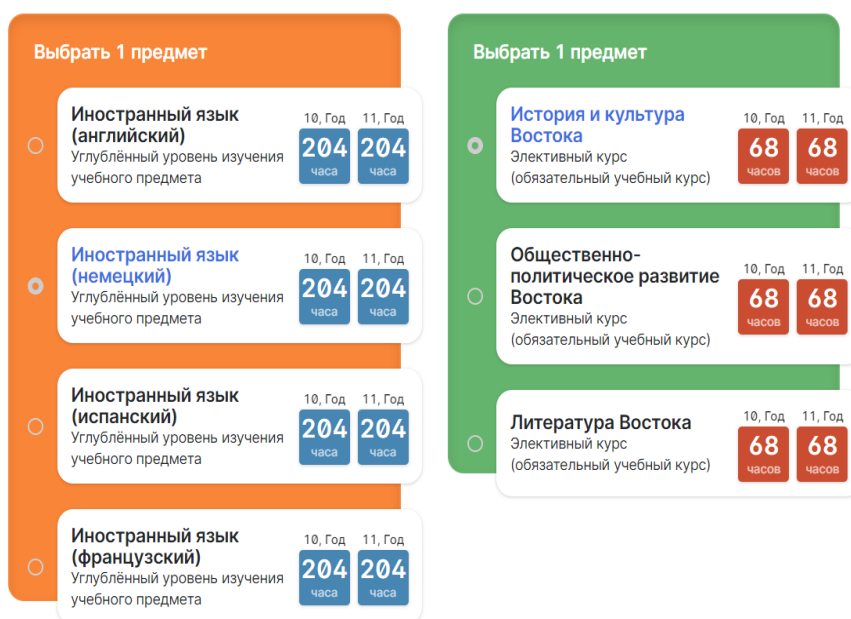 Выбрать 1 предмет
Иностранный язык
(английский)
Углублённый уровень изучения
учебного предмета
10, Год 11, Год
204 204
часа часа
Иностранный язык
(немецкий)
Углублённый уровень изучения
учебного предмета
10, Год 11, Год
204 204
часа часа
Иностранный язык
(испанский)
Углублённый уровень изучения
учебного предмета
10, Год 11, Год
204 204
часа часа
Иностранный язык
(французский)
Углублённый уровень изучения
учебного предмета
10, Год 11, Год
204 204
часа часа
Выбрать 1 предмет
История и культура
Востока
Элективный курс
(обязательный учебный курс)
10, Год 11, Год
68 68
часов часов
Общественно-
политическое развитие
Востока
Элективный курс
(обязательный учебный курс)
10, Год 11, Год
68 68
часов часов
Литература Востока
Элективный курс
(обязательный учебный курс)
10, Год 11, Год
68 68
часов часов